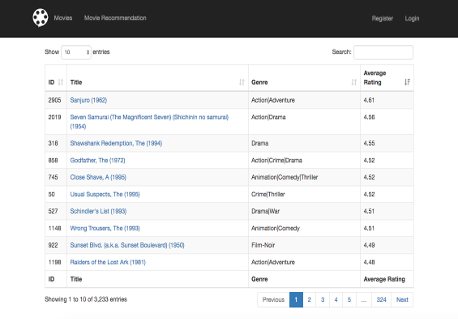 Movies Movie Recommendation Register Login
Show 10 entries Search:
ID Title Genre Average
Rating
2905 Sanjuro (1962) Action|Adventure 4.61
2019 Seven Samurai (The Magnificent Seven) (Shichinin no samurai)
(1954) Action|Drama 4.56
318 Shawshank Redemption, The (1994) Drama 4.55
858 Godfather, The (1972) Action|Crime|Drama 4.52
745 Close Shave, A (1995) Animation|Comedy|Thriller 4.52
50 Usual Suspects, The (1995) Crime|Thriller 4.52
527 Schindler's List (1993) Drama|War 4.51
1148 Wrong Trousers, The (1993) Animation|Comedy 4.51
922 Sunset Blvd. (a.k.a. Sunset Boulevard) (1950) Film-Noir 4.49
1198 Raiders of the Lost Ark (1981) Action|Adventure 4.48
ID Title Genre Average Rating
Showing 1 to 10 of 3,233 entries Previous 1 2 3 4 5 ... 324 Next